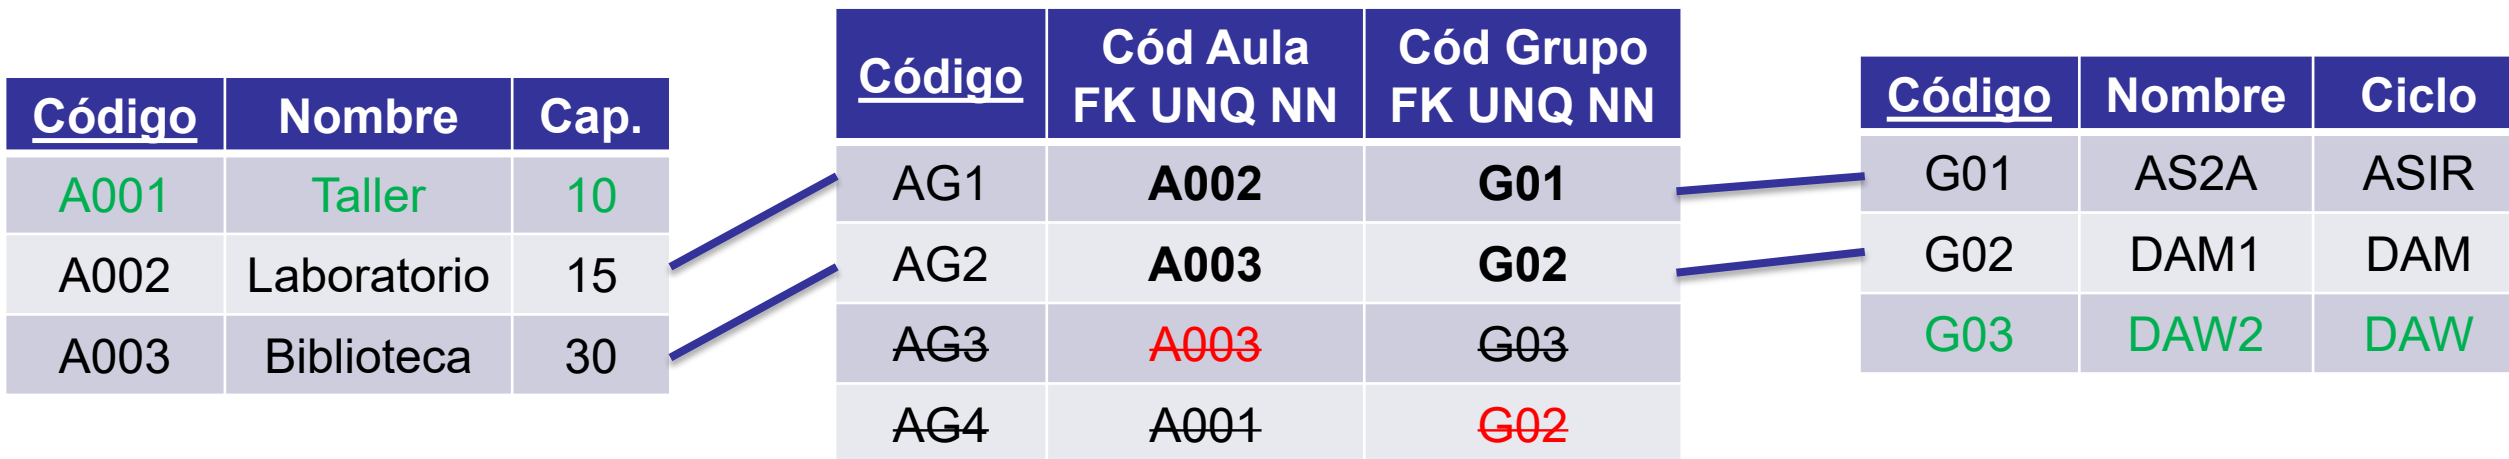 Código Nombre Cap.
A001 Taller 10
A002 Laboratorio 15
A003 Biblioteca 30
Código Cód Aula FK UNQ NN Cód Grupo FK UNQ NN
AG1 A002 G01
AG2 A003 G02
AG3 A003 G03
AG4 A001 G02
Código Nombre Ciclo
G01 AS2A ASIR
G02 DAM1 DAM
G03 DAW2 DAW